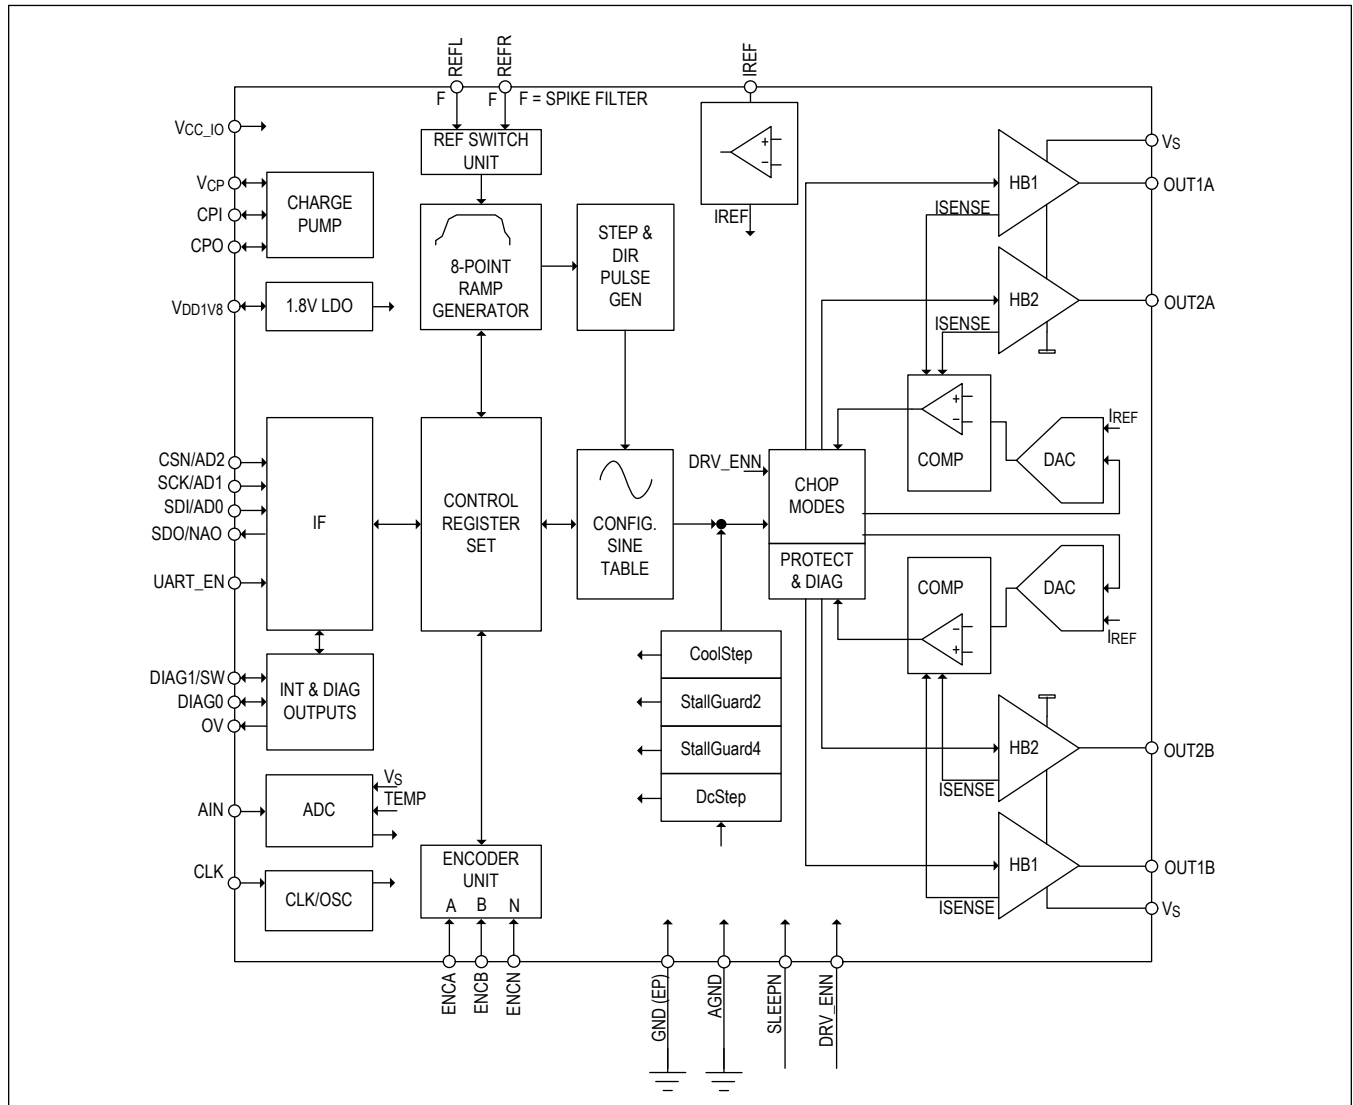 REFL
REFR
IREF
F
F
F = SPIKE FILTER
VCC_IO
REF SWITCH
UNIT
VS
VCP
CPI
CPO
CHARGE
PUMP
IREF
HB1
OUT1A
ISENSE
8-POINT
RAMP
GENERATOR
STEP &
DIR
PULSE
GEN
VDD1V8
1.8V LDO
HB2
OUT2A
ISENSE
CSN/AD2
SCK/AD1
SDI/AD0
SDO/NAO
UART_EN
IF
CONTROL
REGISTER
SET
CONFIG.
SINE
TABLE
DRV_ENN
CHOP
MODES
PROTECT
& DIAG
+
−
COMP
DAC
IREF
COMP
−
+
DAC
IREF
DIAG1/SW
DIAG0
OV
INT & DIAG
OUTPUTS
CoolStep
StallGuard2
StallGuard4
DcStep
HB2
OUT2B
ISENSE
AIN
ADC
VS
TEMP
CLK
CLK/OSC
ENCODER
UNIT
A B N
HB1
OUT1B
ISENSE
VS
ENCA
ENCB
ENCN
GND (EP)
AGND
SLEEPN
DRV_ENN
+
−